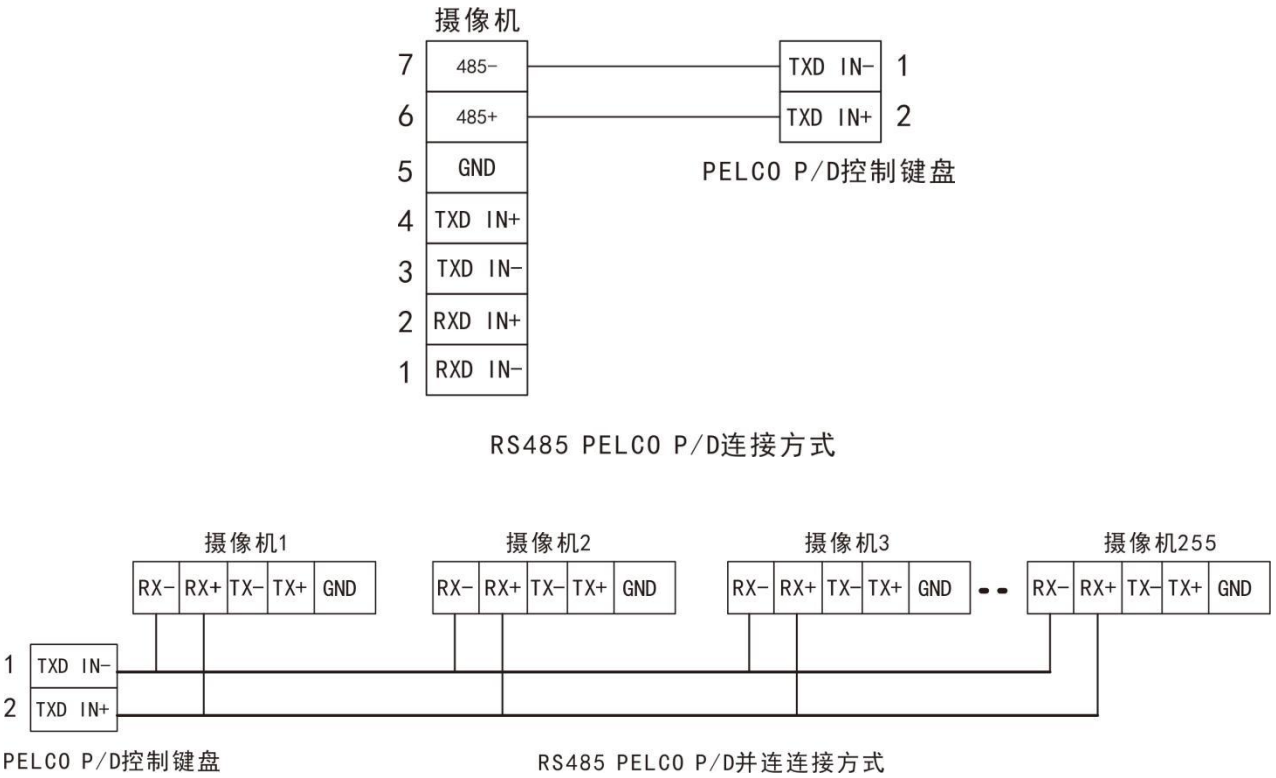 摄像机
7 485- TXD IN- 1
6 485+ TXD IN+ 2
5 GND PELCO P/D控制键盘
4 TXD IN+
3 TXD IN-
2 RXD IN+
1 RXD IN-
RS485 PELCO P/D连接方式
摄像机1 摄像机2 摄像机3 摄像机255
RX- RX+ TX- TX+ GND RX- RX+ TX- TX+ GND RX- RX+ TX- TX+ GND -- RX- RX+ TX- TX+ GND
1 TXD IN-
2 TXD IN+
PELCO P/D控制键盘 RS485 PELCO P/D并连连接方式